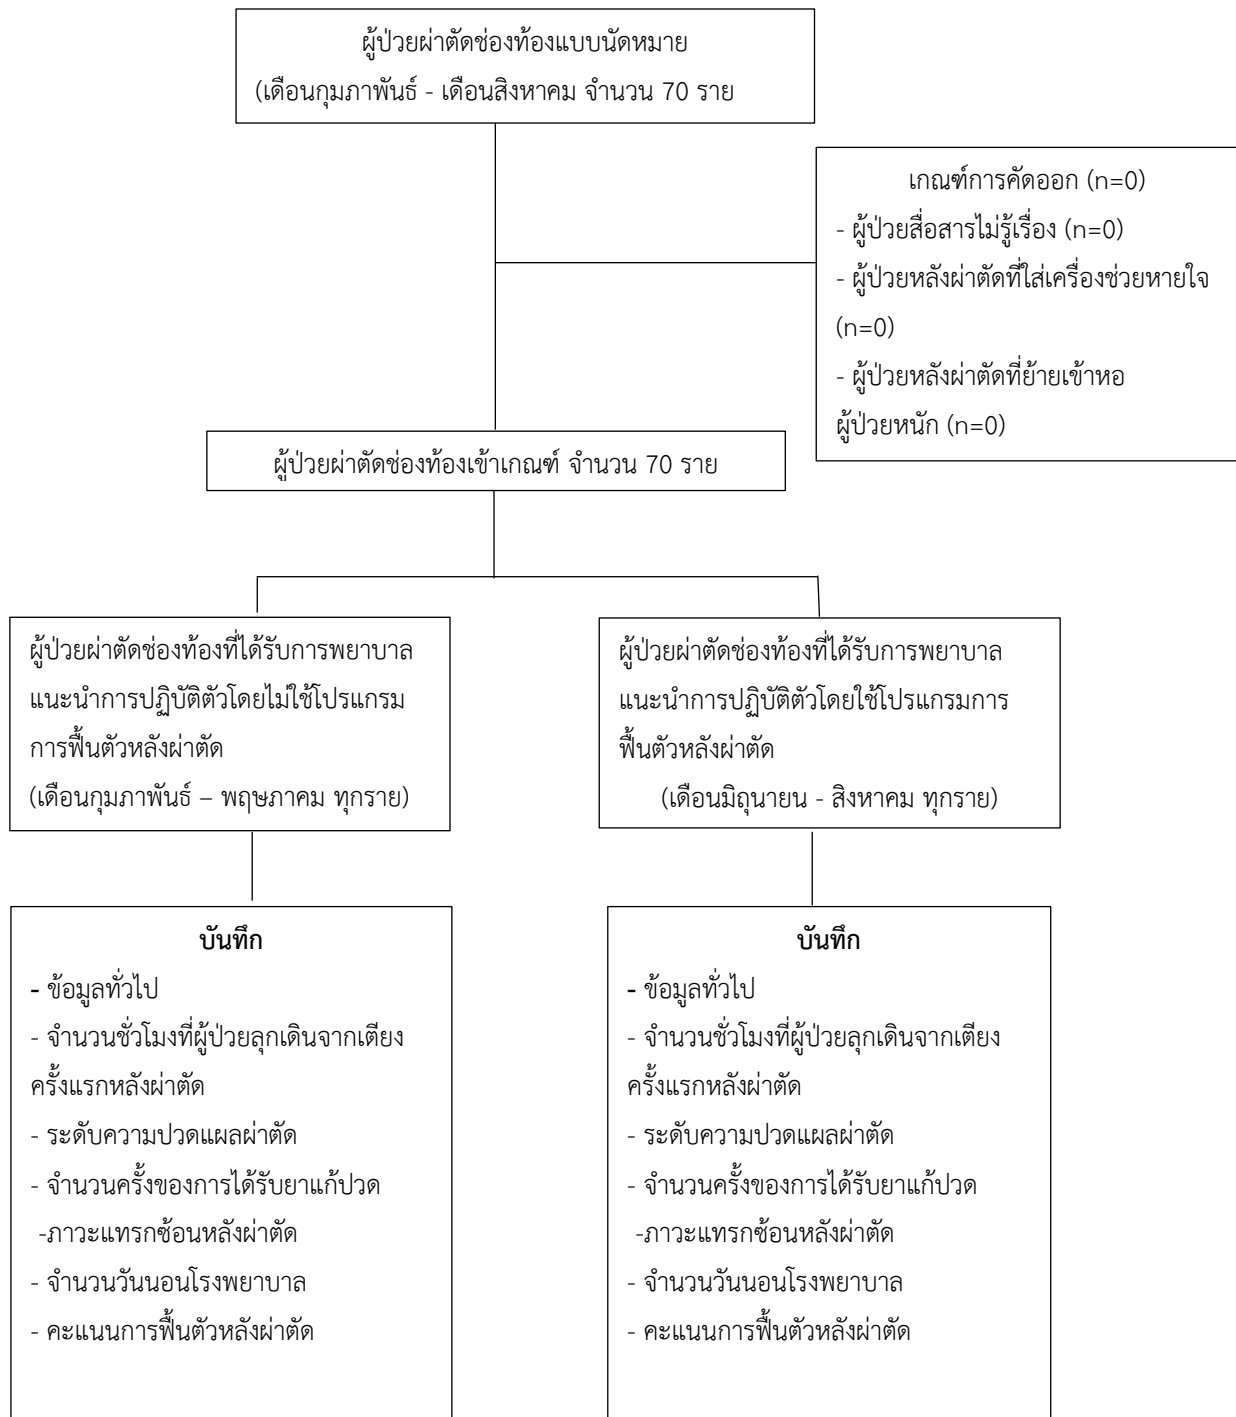 ผู้ป่วยผ่าตัดช่องท้องแบบนัดหมาย
(เดือนกุมภาพันธ์ - เดือนสิงหาคม จำนวน 70 ราย
เกณฑ์การคัดออก (n=0)
- ผู้ป่วยสื่อสารไม่รู้เรื่อง (n=0)
- ผู้ป่วยหลังผ่าตัดที่ใส่เครื่องช่วยหายใจ
(n=0)
- ผู้ป่วยหลังผ่าตัดที่ย้ายเข้าหอ
ผู้ป่วยหนัก (n=0)
ผู้ป่วยผ่าตัดช่องท้องเข้าเกณฑ์ จำนวน 70 ราย
ผู้ป่วยผ่าตัดช่องท้องที่ได้รับการพยาบาล
แนะนำการปฏิบัติตัวโดยไม่ใช้โปรแกรม
การฟื้นตัวหลังผ่าตัด
(เดือนกุมภาพันธ์ – พฤษภาคม ทุกราย)
ผู้ป่วยผ่าตัดช่องท้องที่ได้รับการพยาบาล
แนะนำการปฏิบัติตัวโดยใช้โปรแกรมการ
ฟื้นตัวหลังผ่าตัด
(เดือนมิถุนายน - สิงหาคม ทุกราย)
บันทึก
- ข้อมูลทั่วไป
- จำนวนชั่วโมงที่ผู้ป่วยลุกเดินจากเตียง
ครั้งแรกหลังผ่าตัด
- ระดับความปวดแผลผ่าตัด
- จำนวนครั้งของการได้รับยาแก้ปวด
-ภาวะแทรกซ้อนหลังผ่าตัด
- จำนวนวันนอนโรงพยาบาล
- คะแนนการฟื้นตัวหลังผ่าตัด
บันทึก
- ข้อมูลทั่วไป
- จำนวนชั่วโมงที่ผู้ป่วยลุกเดินจากเตียง
ครั้งแรกหลังผ่าตัด
- ระดับความปวดแผลผ่าตัด
- จำนวนครั้งของการได้รับยาแก้ปวด
-ภาวะแทรกซ้อนหลังผ่าตัด
- จำนวนวันนอนโรงพยาบาล
- คะแนนการฟื้นตัวหลังผ่าตัด